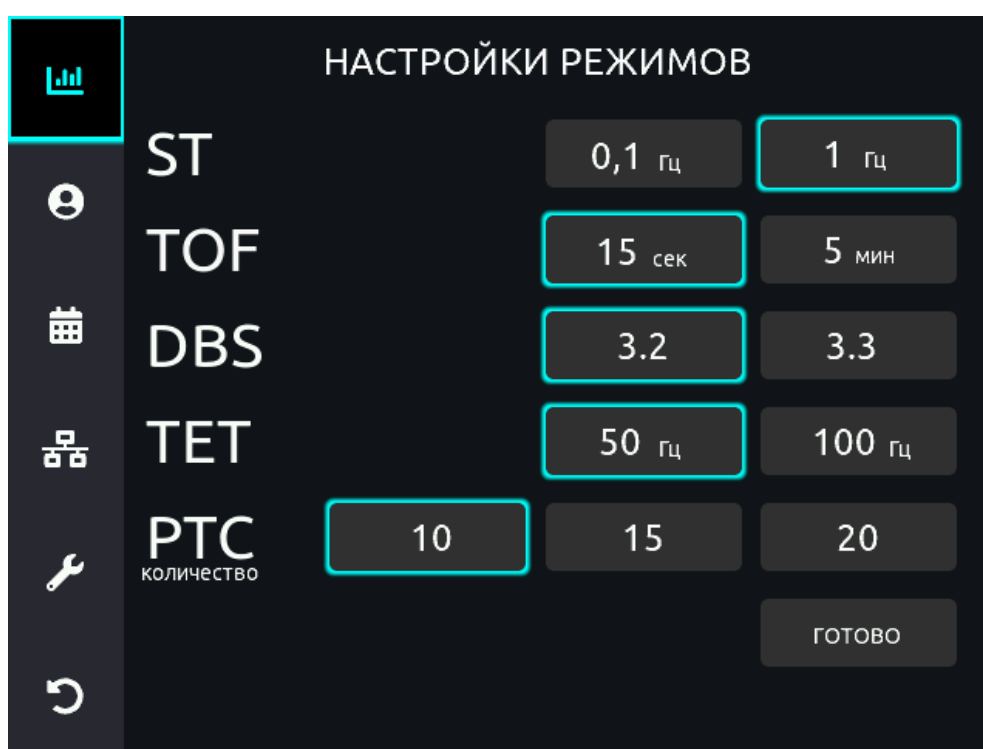 НАСТРОЙКИ РЕЖИМОВ
ST 0,1 Гц 1 Гц
TOF 15 сек 5 мин
DBS 3.2 3.3
TET 50 Гц 100 Гц
PTC 10 15 20
количество
готово